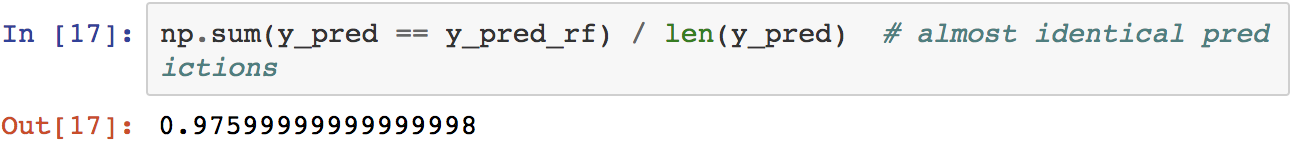 In [17]: np.sum(y_pred == y_pred_rf) / len(y_pred)  # almost identical pred
ictions
Out[17]: 0.97599999999999998